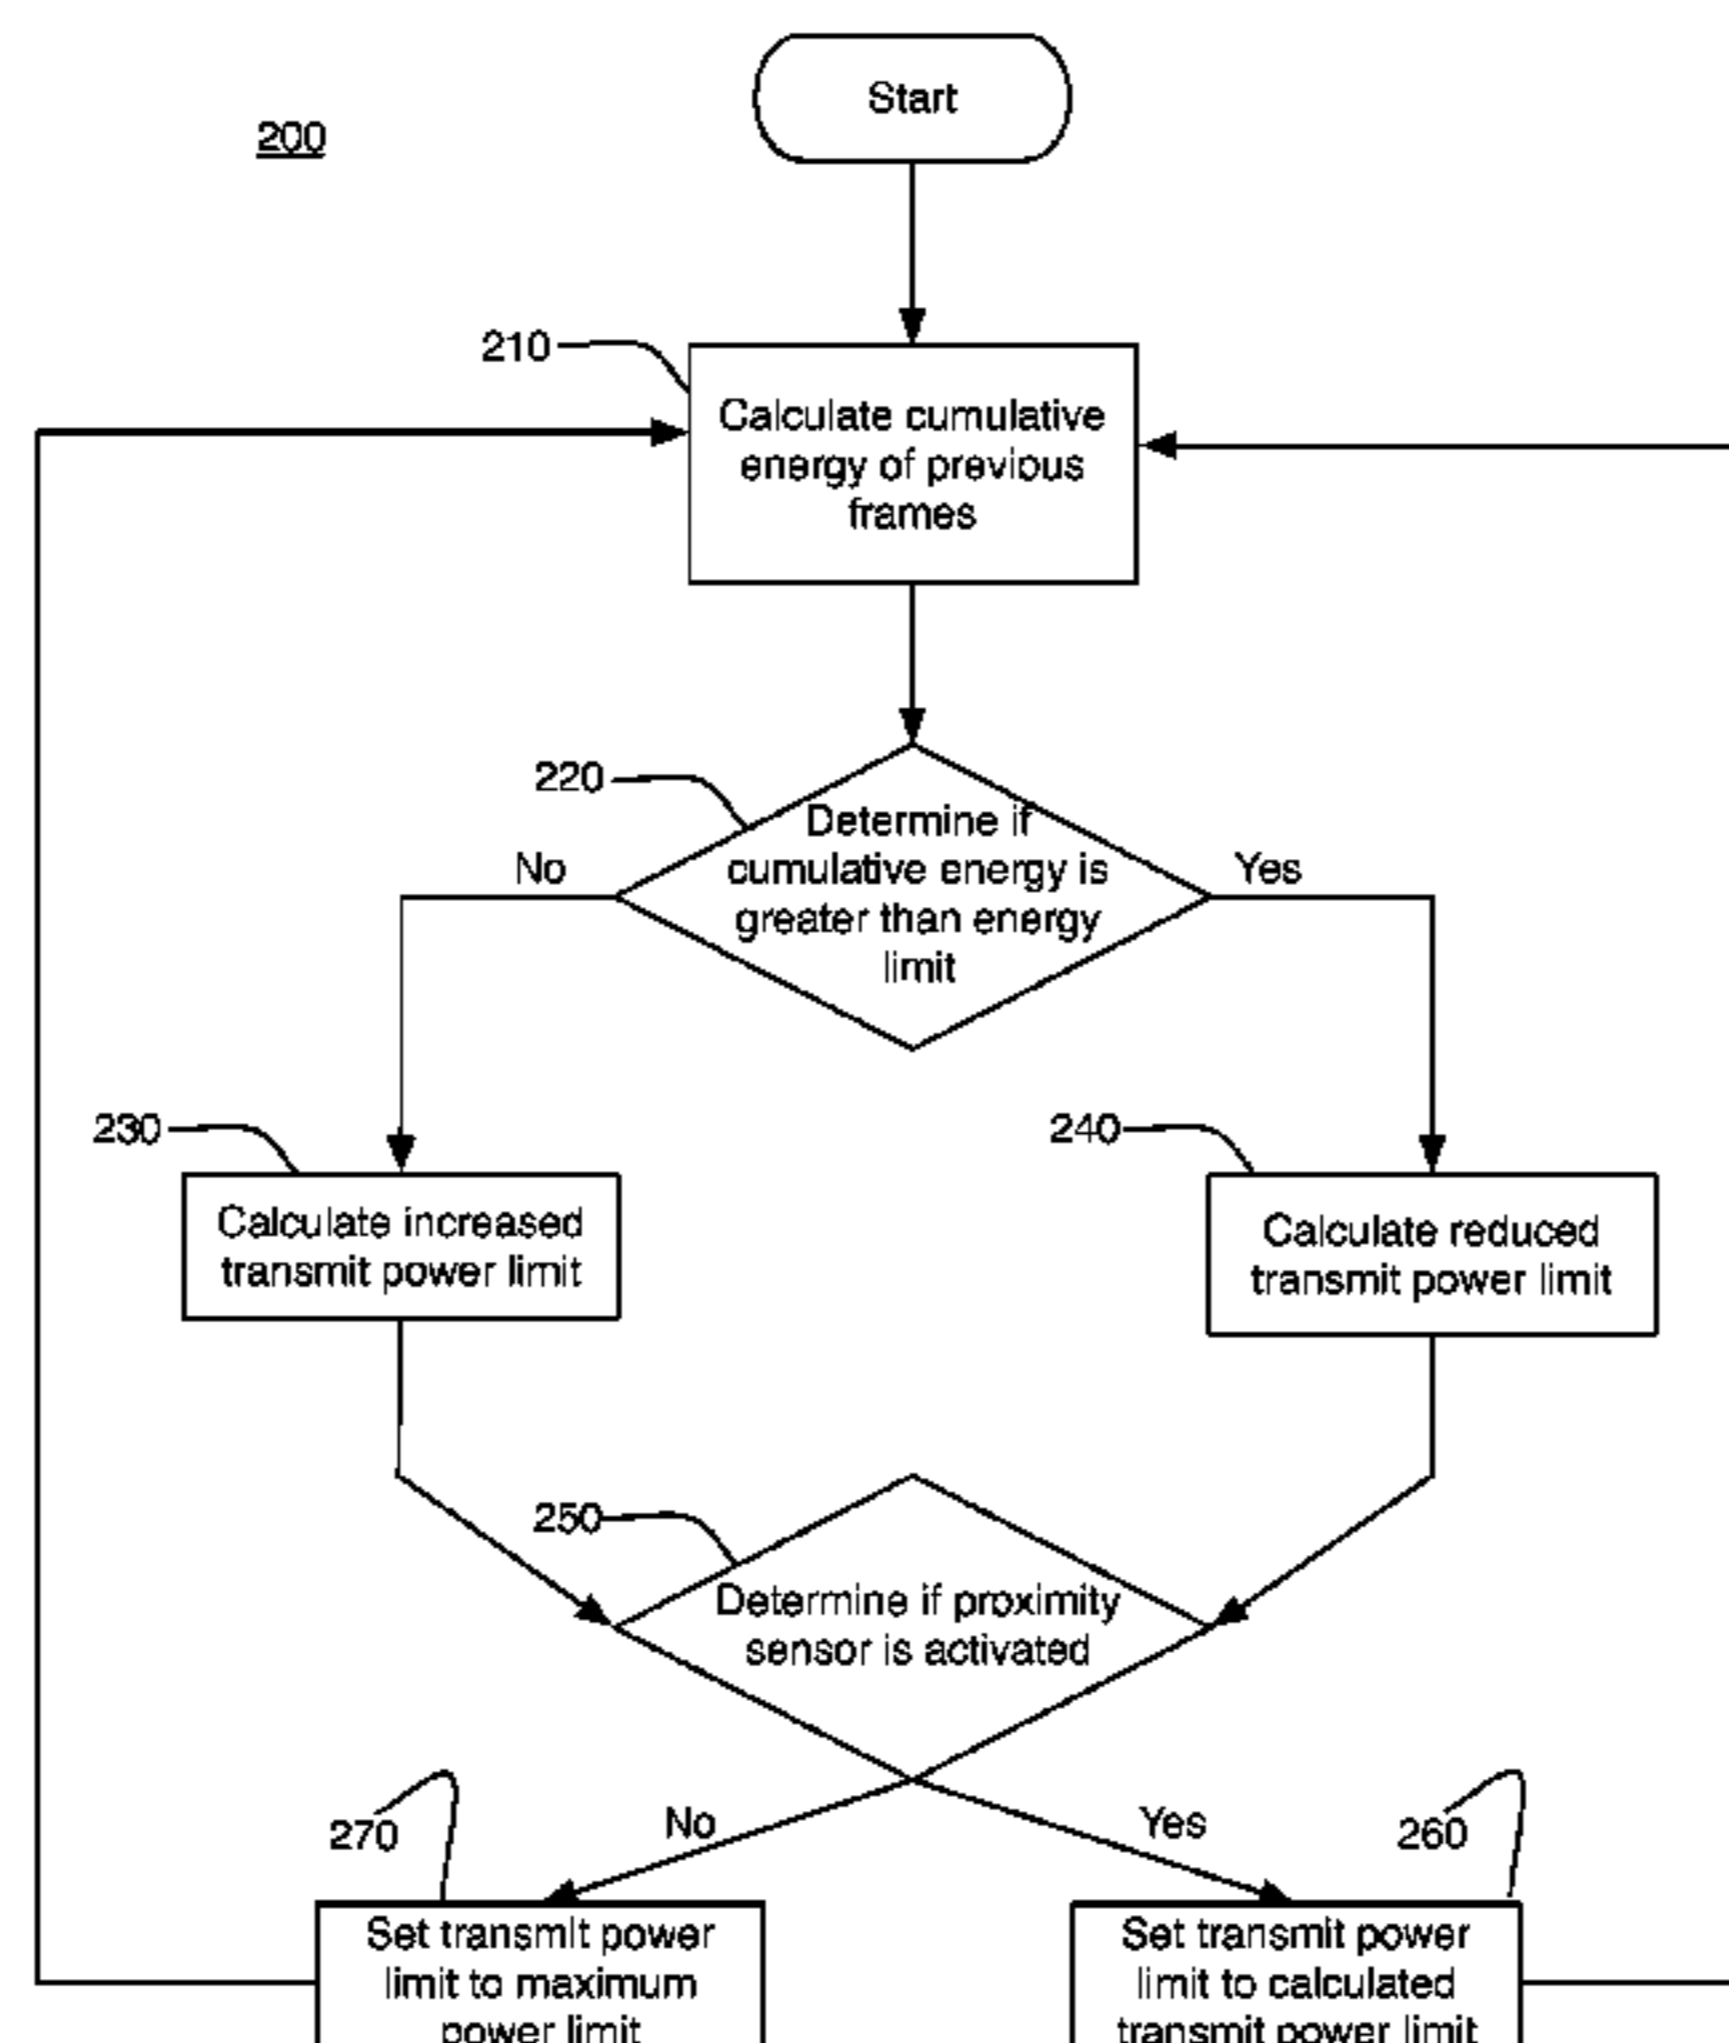 Start
200
210
Calculate cumulative
energy of previous
frames
220
Determine if
cumulative energy is
greater than energy
limit
No
Yes
230
240
Calculate increased
transmit power limit
Calculate reduced
transmit power limit
250
Determine if proximity
sensor is activated
No
Yes
270
260
Set transmit power
limit to maximum
power limit
Set transmit power
limit to calculated
transmit power limit